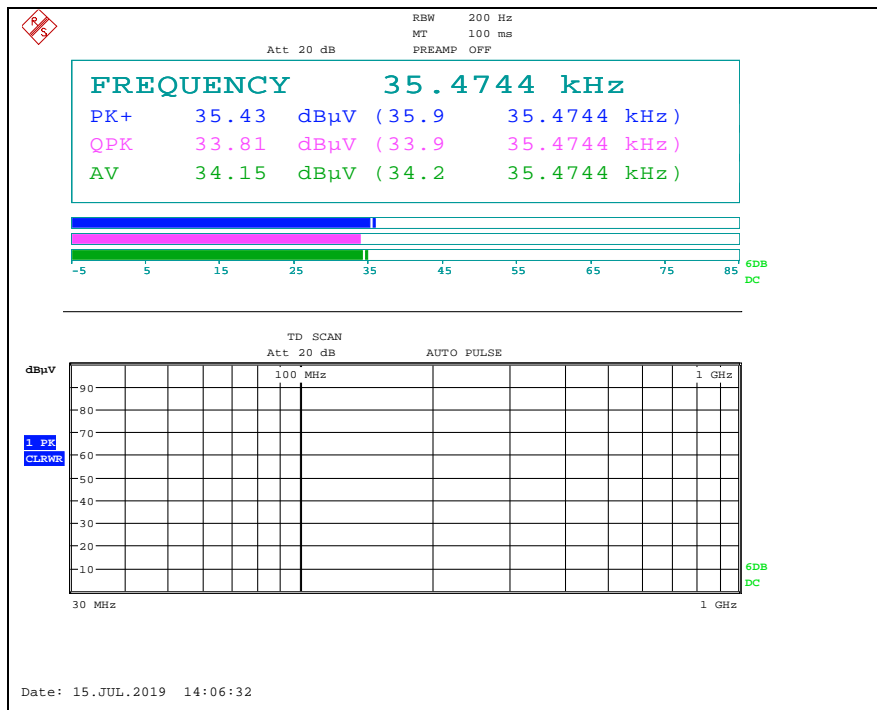 R S
RBW 200 Hz
MT 100 ms
Att 20 dB PREAMP OFF
FREQUENCY 35.4744 kHz
PK+ 35.43 dBµV (35.9 35.4744 kHz)
QPK 33.81 dBµV (33.9 35.4744 kHz)
AV 34.15 dBµV (34.2 35.4744 kHz)
-5 5 15 25 35 45 55 65 75 85
6DB
DC
TD SCAN
Att 20 dB AUTO PULSE
dBµV
100 MHz 1 GHz
90
80
70
1 PK
CLRWR
60
50
40
30
20
10
6DB
DC
30 MHz 1 GHz
Date: 15.JUL.2019 14:06:32